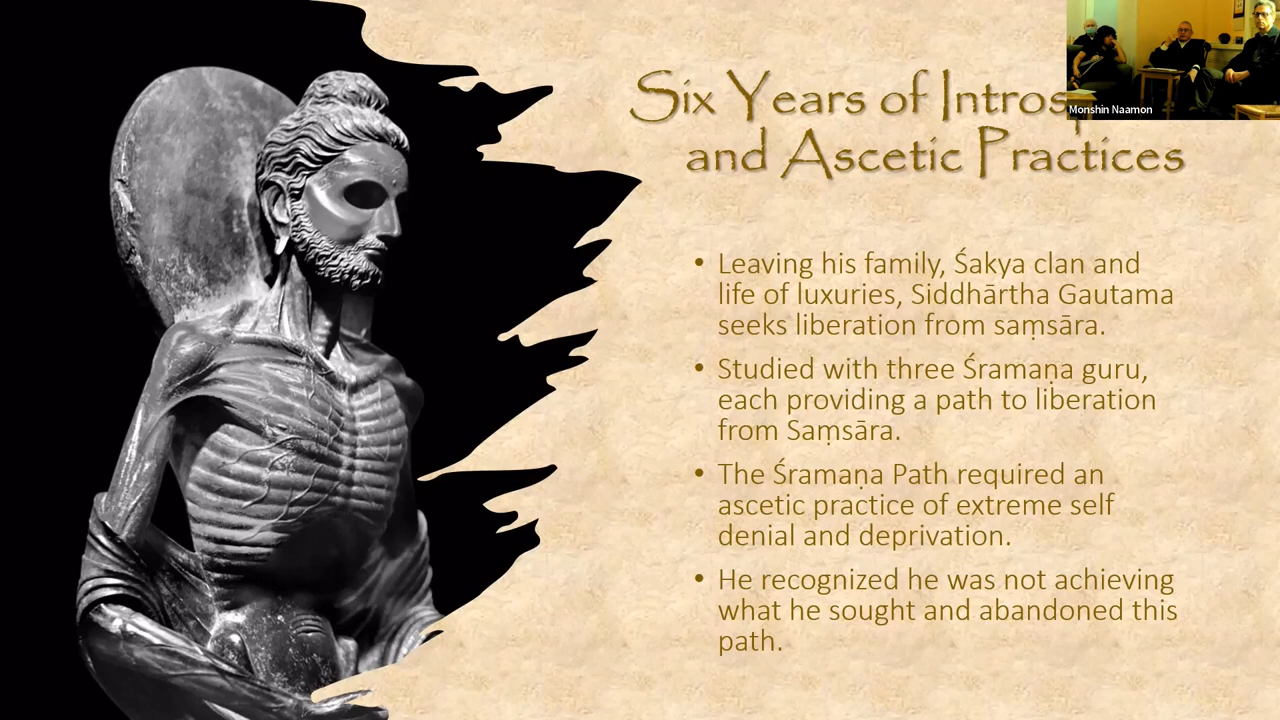 Six Years of Intros
and Ascetic Practices
Monshin Naamon
• Leaving his family, Śakya clan and
life of luxuries, Siddhārtha Gautama
seeks liberation from saṃsāra.
• Studied with three Śramaṇa guru,
each providing a path to liberation
from Saṃsāra.
• The Śramaṇa Path required an
ascetic practice of extreme self
denial and deprivation.
• He recognized he was not achieving
what he sought and abandoned this
path.